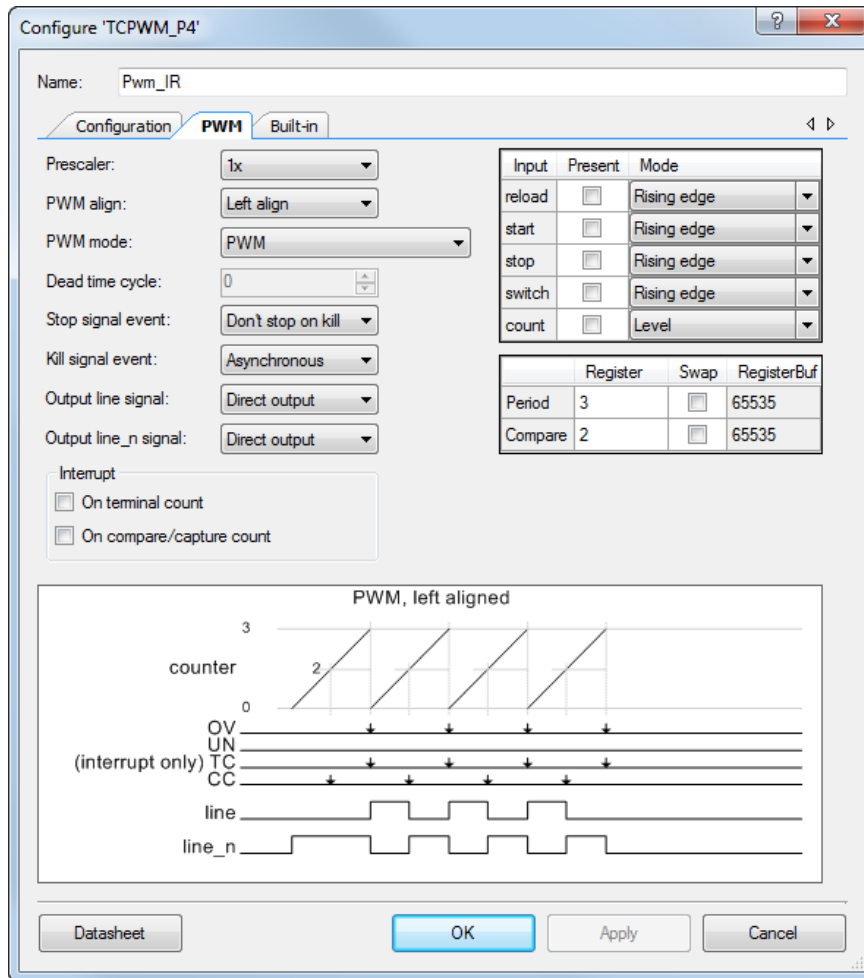 Configure 'TCPWM_P4'
Name: Pwm_IR
Configuration PWM Built-in
Prescaler: 1x
PWM align: Left align
PWM mode: PWM
Dead time cycle: 0
Stop signal event: Don't stop on kill
Kill signal event: Asynchronous
Output line signal: Direct output
Output line_n signal: Direct output
Interrupt
On terminal count
On compare/capture count
Input Present Mode
reload Rising edge
start Rising edge
stop Rising edge
switch Rising edge
count Level
Register Swap RegisterBuf
Period 3 65535
Compare 2 65535
PWM, left aligned
3
counter 2
0
OV
UN
(interrupt only) TC
CC
line
line_n
Datasheet OK Apply Cancel